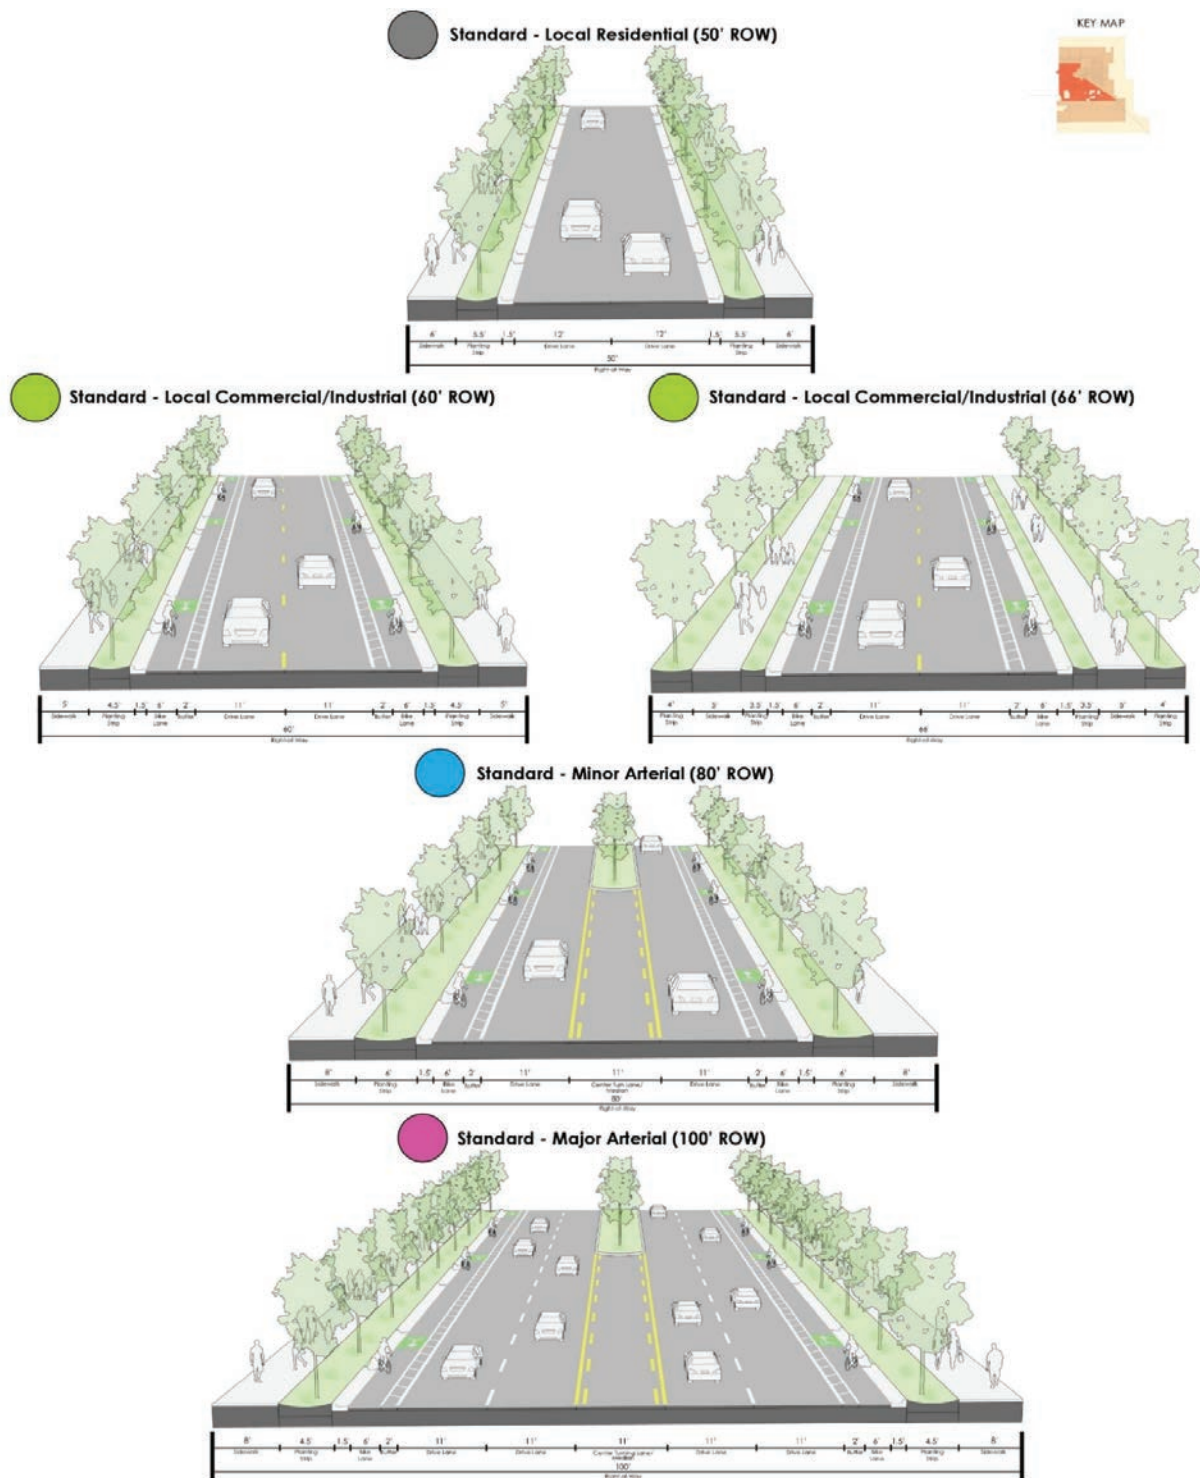 KEY MAP
Standard - Local Residential (50' ROW)
6' 5.5' 1.5' 12' 12' 1.5' 5.5' 6'
Sidewalk Planting Strip Drive Lane Drive Lane Planting Strip Sidewalk
50'
Right-of-Way
Standard - Local Commercial/Industrial (60' ROW)
5' 4.5' 1.5' 6' 2' 11' 11' 2' 6' 1.5' 4.5' 5'
Sidewalk Planting Strip Bike Lane Buffer Drive Lane Drive Lane Buffer Bike Lane Planting Strip Sidewalk
60'
Right-of-Way
Standard - Local Commercial/Industrial (66' ROW)
4' 5' 3.5' 1.5' 6' 2' 11' 11' 2' 6' 1.5' 3.5' 5' 4'
Planting Strip Sidewalk Planting Strip Bike Lane Buffer Drive Lane Drive Lane Buffer Bike Lane Planting Strip Sidewalk Planting Strip
66'
Right-of-Way
Standard - Minor Arterial (80' ROW)
8' 6' 1.5' 6' 2' 11' 11' 11' 2' 6' 1.5' 6' 8'
Sidewalk Planting Strip Bike Lane Buffer Drive Lane Center Turn Lane/ Median Drive Lane Buffer Bike Lane Planting Strip Sidewalk
80'
Right-of-Way
Standard - Major Arterial (100' ROW)
8' 4.5' 1.5' 6' 2' 11' 11' 11' 11' 11' 2' 6' 1.5' 4.5' 8'
Sidewalk Planting Strip Bike Lane Buffer Drive Lane Drive Lane Center Turning Lane/ Median Drive Lane Drive Lane Buffer Bike Lane Planting Strip Sidewalk
100'
Right-of-Way